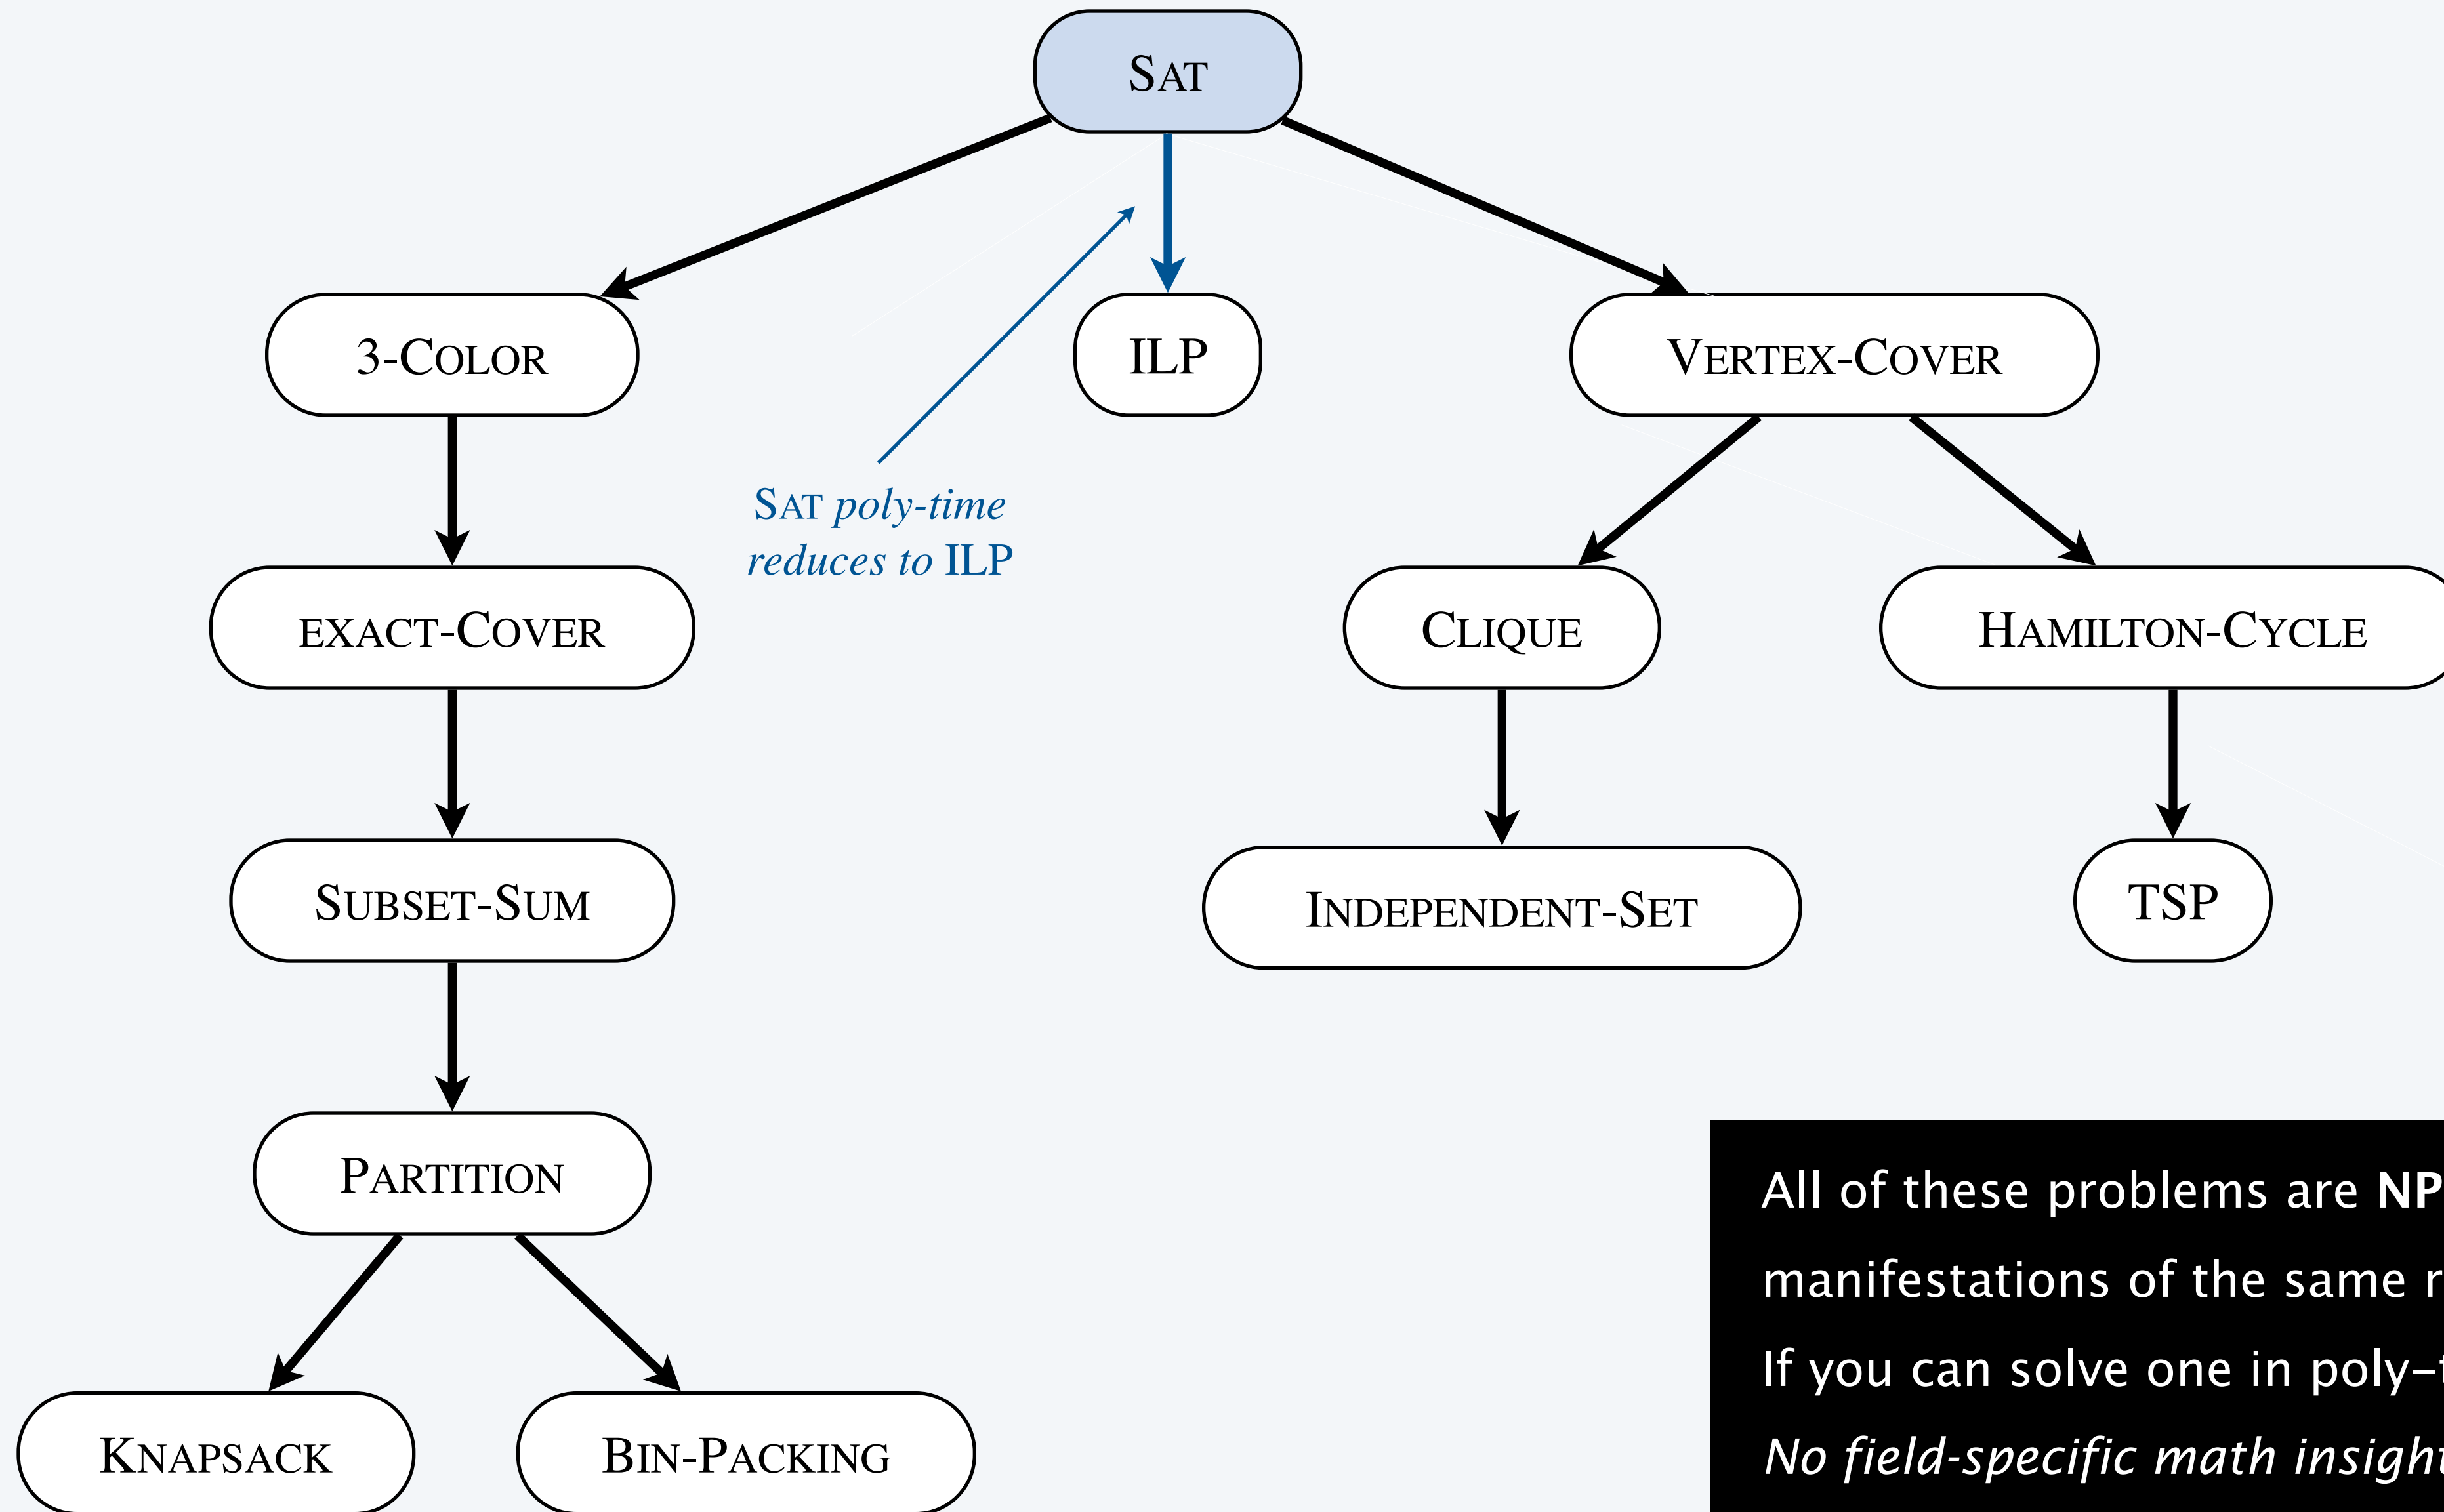 SAT
3-COLOR
ILP
VERTEX-COVER
SAT poly-time
reduces to ILP
EXACT-COVER
CLIQUE
HAMILTON-CYCLE
SUBSET-SUM
INDEPENDENT-SET
TSP
PARTITION
KNAPSACK
BIN-PACKING
All of these problems are NP
manifestations of the same
If you can solve one in
No field-specific math